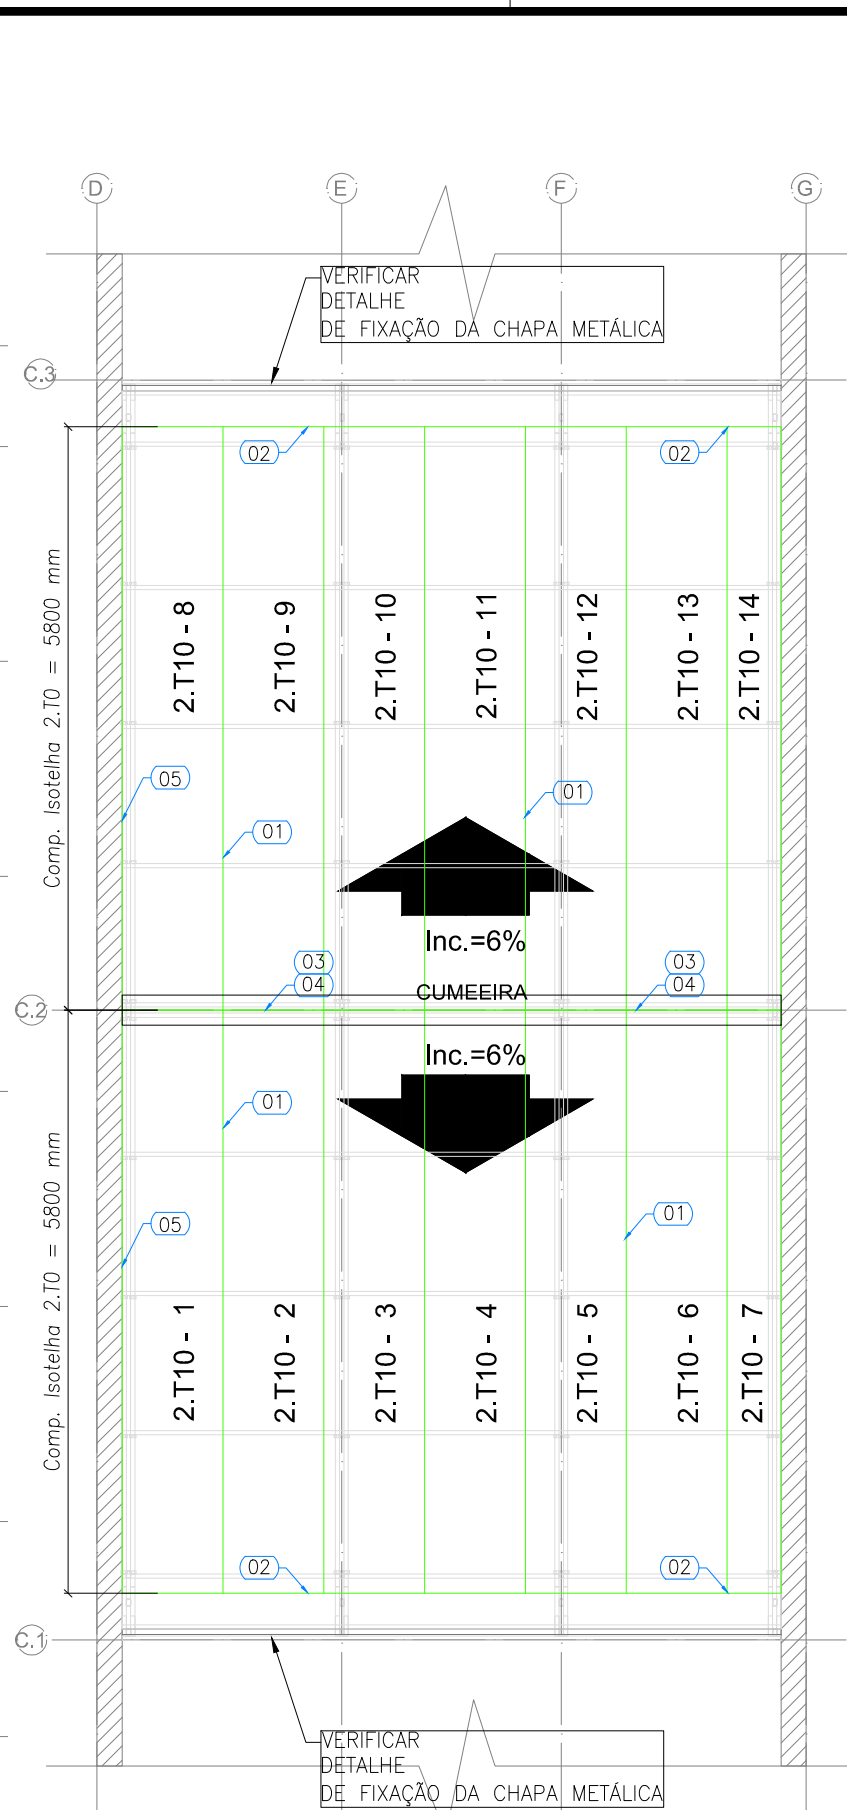 D
E
F
G
VERIFICAR
DETALHE
DE FIXAÇÃO DA CHAPA METÁLICA
C.3
02
02
Comp. Isotelha 2.T0 = 5800 mm
2.T10 - 8
2.T10 - 9
2.T10 - 10
2.T10 - 11
2.T10 - 12
2.T10 - 13
2.T10 - 14
05
01
01
Inc.=6%
03
03
04
04
CUMEEIRA
C.2
Inc.=6%
01
05
01
Comp. Isotelha 2.T0 = 5800 mm
2.T10 - 1
2.T10 - 2
2.T10 - 3
2.T10 - 4
2.T10 - 5
2.T10 - 6
2.T10 - 7
02
02
C.1
VERIFICAR
DETALHE
DE FIXAÇÃO DA CHAPA METÁLICA